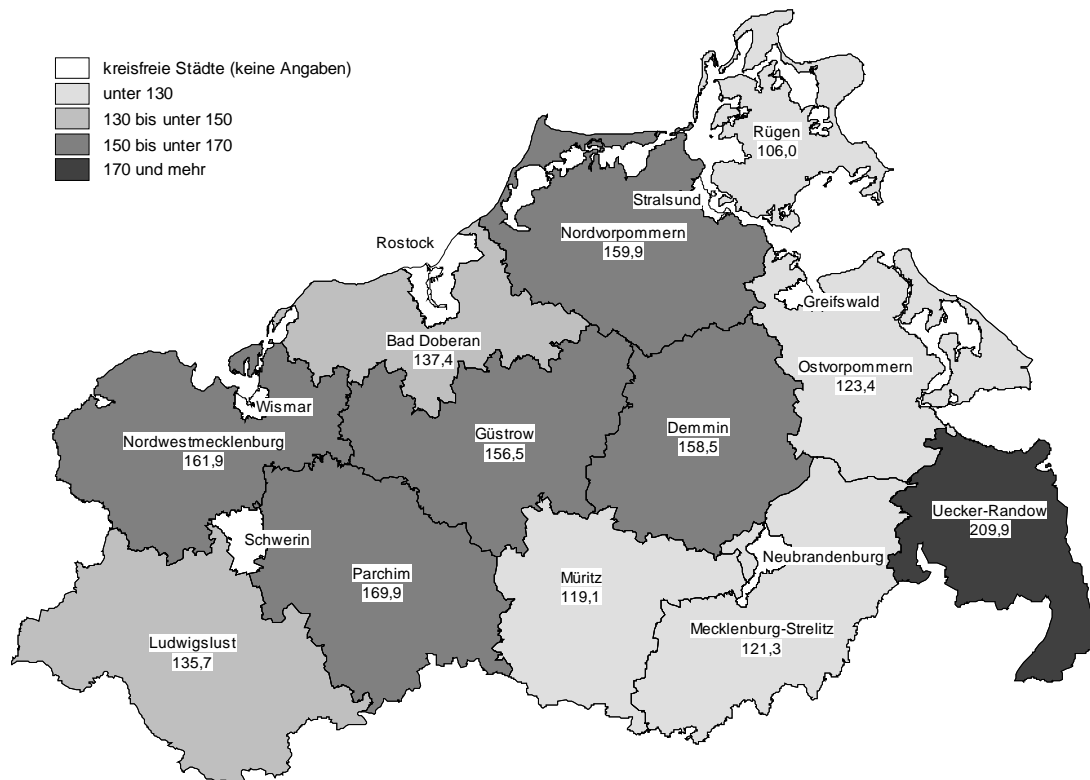 kreisfreie Städte (keine Angaben)
unter 130
130 bis unter 150
150 bis unter 170
170 und mehr
Rügen
106,0
Stralsund
Nordvorpommern
159,9
Rostock
Greifswald
Bad Doberan
137,4
Ostvorpommern
123,4
Wismar
Nordwestmecklenburg
161,9
Güstrow
156,5
Demmin
158,5
Uecker-Randow
209,9
Schwerin
Neubrandenburg
Parchim
169,9
Müritz
119,1
Mecklenburg-Strelitz
121,3
Ludwigslust
135,7